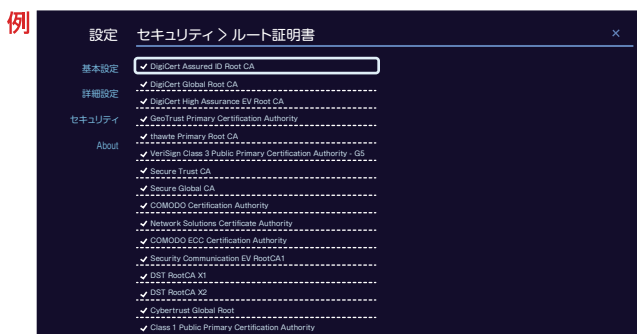 例
設定 セキュリティ > ルート証明書 ×
基本設定
詳細設定
セキュリティ
About
✔ DigiCert Assured ID Root CA
✔ DigiCert Global Root CA
✔ DigiCert High Assurance EV Root CA
✔ GeoTrust Primary Certification Authority
✔ thawte Primary Root CA
✔ VeriSign Class 3 Public Primary Certification Authority - G5
✔ Secure Trust CA
✔ Secure Global CA
✔ COMODO Certification Authority
✔ Network Solutions Certificate Authority
✔ COMODO ECC Certification Authority
✔ Security Communication EV RootCA1
✔ DST RootCA X1
✔ DST RootCA X2
✔ Cybertrust Global Root
✔ Class 1 Public Primary Certification Authority